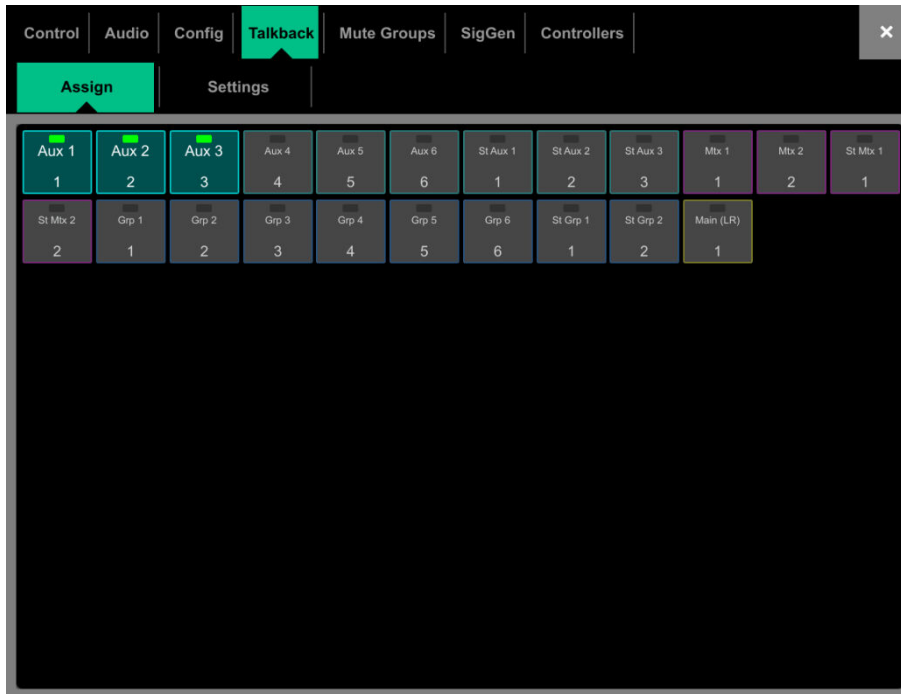 Control Audio Config Talkback Mute Groups SigGen Controllers ×
Assign Settings
Aux 1 Aux 2 Aux 3 Aux 4 Aux 5 Aux 6 St Aux 1 St Aux 2 St Aux 3 Mtx 1 Mtx 2 St Mtx 1
1 2 3 4 5 6 1 2 3 1 2 1
St Mtx 2 Grp 1 Grp 2 Grp 3 Grp 4 Grp 5 Grp 6 St Grp 1 St Grp 2 Main (LR)
2 1 2 3 4 5 6 1 2 1